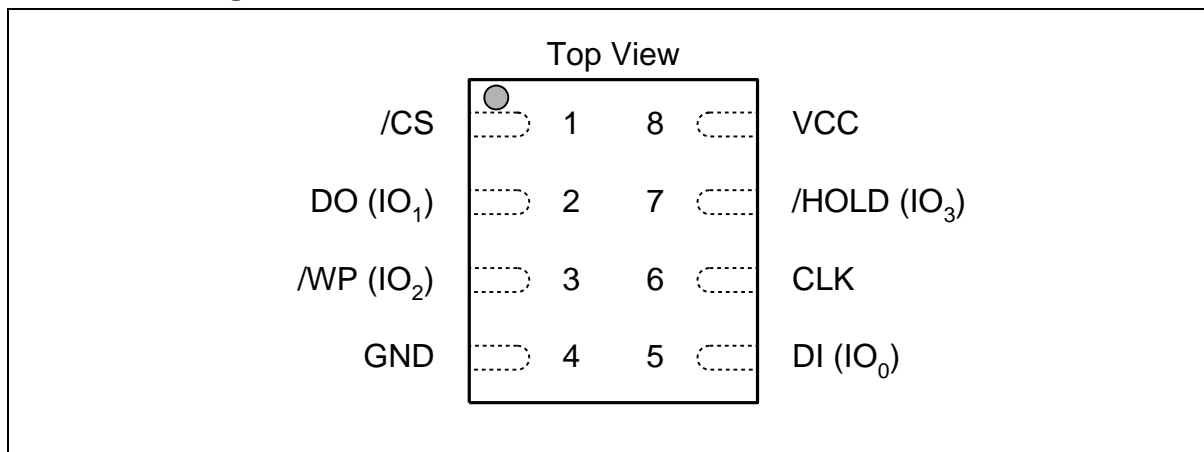 Top View
/CS 1 8 VCC
DO (IO₁) 2 7 /HOLD (IO₃)
/WP (IO₂) 3 6 CLK
GND 4 5 DI (IO₀)